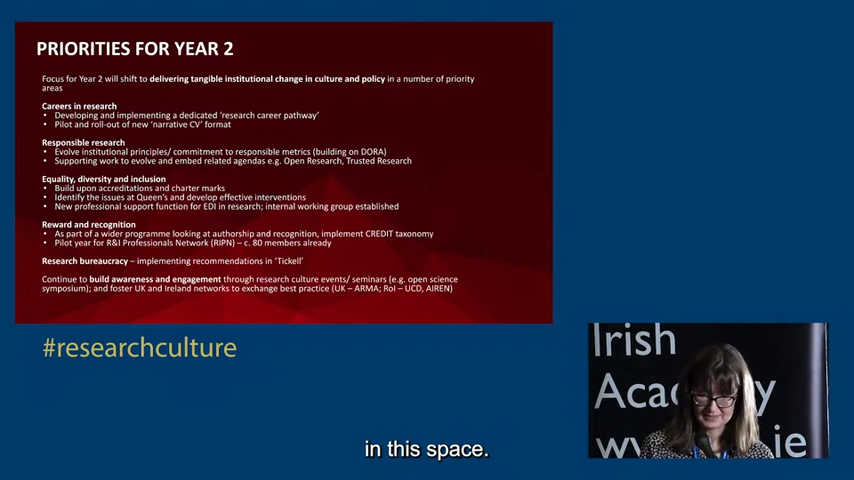 PRIORITIES FOR YEAR 2
Focus for Year 2 will shift to delivering tangible institutional change in culture and policy in a number of priority
areas
Careers in research
• Developing and implementing a dedicated ‘research career pathway’
• Pilot and roll-out of new ‘narrative CV’ format
Responsible research
• Evolve institutional principles/ commitment to responsible metrics (building on DORA)
• Supporting work to evolve and embed related agendas e.g. Open Research, Trusted Research
Equality, diversity and inclusion
• Build upon accreditations and charter marks
• Identify the issues at Queen’s and develop effective interventions
• New professional support function for EDI in research; internal working group established
Reward and recognition
• As part of a wider programme looking at authorship and recognition, implement CREDIT taxonomy
• Pilot year for R&I Professionals Network (RIPN) – c. 80 members already
Research bureaucracy – implementing recommendations in ‘Tickell’
Continue to build awareness and engagement through research culture events/ seminars (e.g. open science
symposium); and foster UK and Ireland networks to exchange best practice (UK – ARMA; RoI – UCD, AIREN)
#researchculture
Irish
Aca y
w ie
in this space.